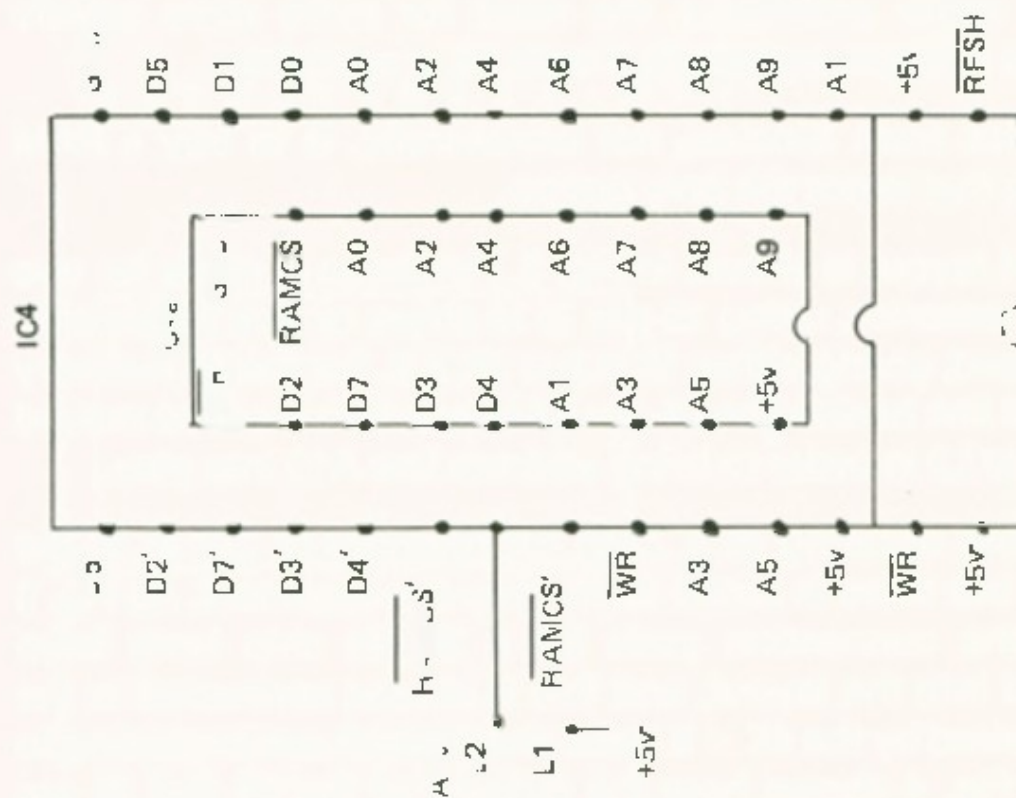 IC4
D5
D1
D0
A0
A2
A4
A6
A7
A8
A9
A1
RFSH
RAMCS
A0
A2
A4
A6
A7
A8
A9
D2
D7
D3
D4
A1
A3
A5
+5v
D2'
D7'
D3'
D4'
RAMCS'
WR
A3
A5
+5v
WR
+5v
L1
+5v